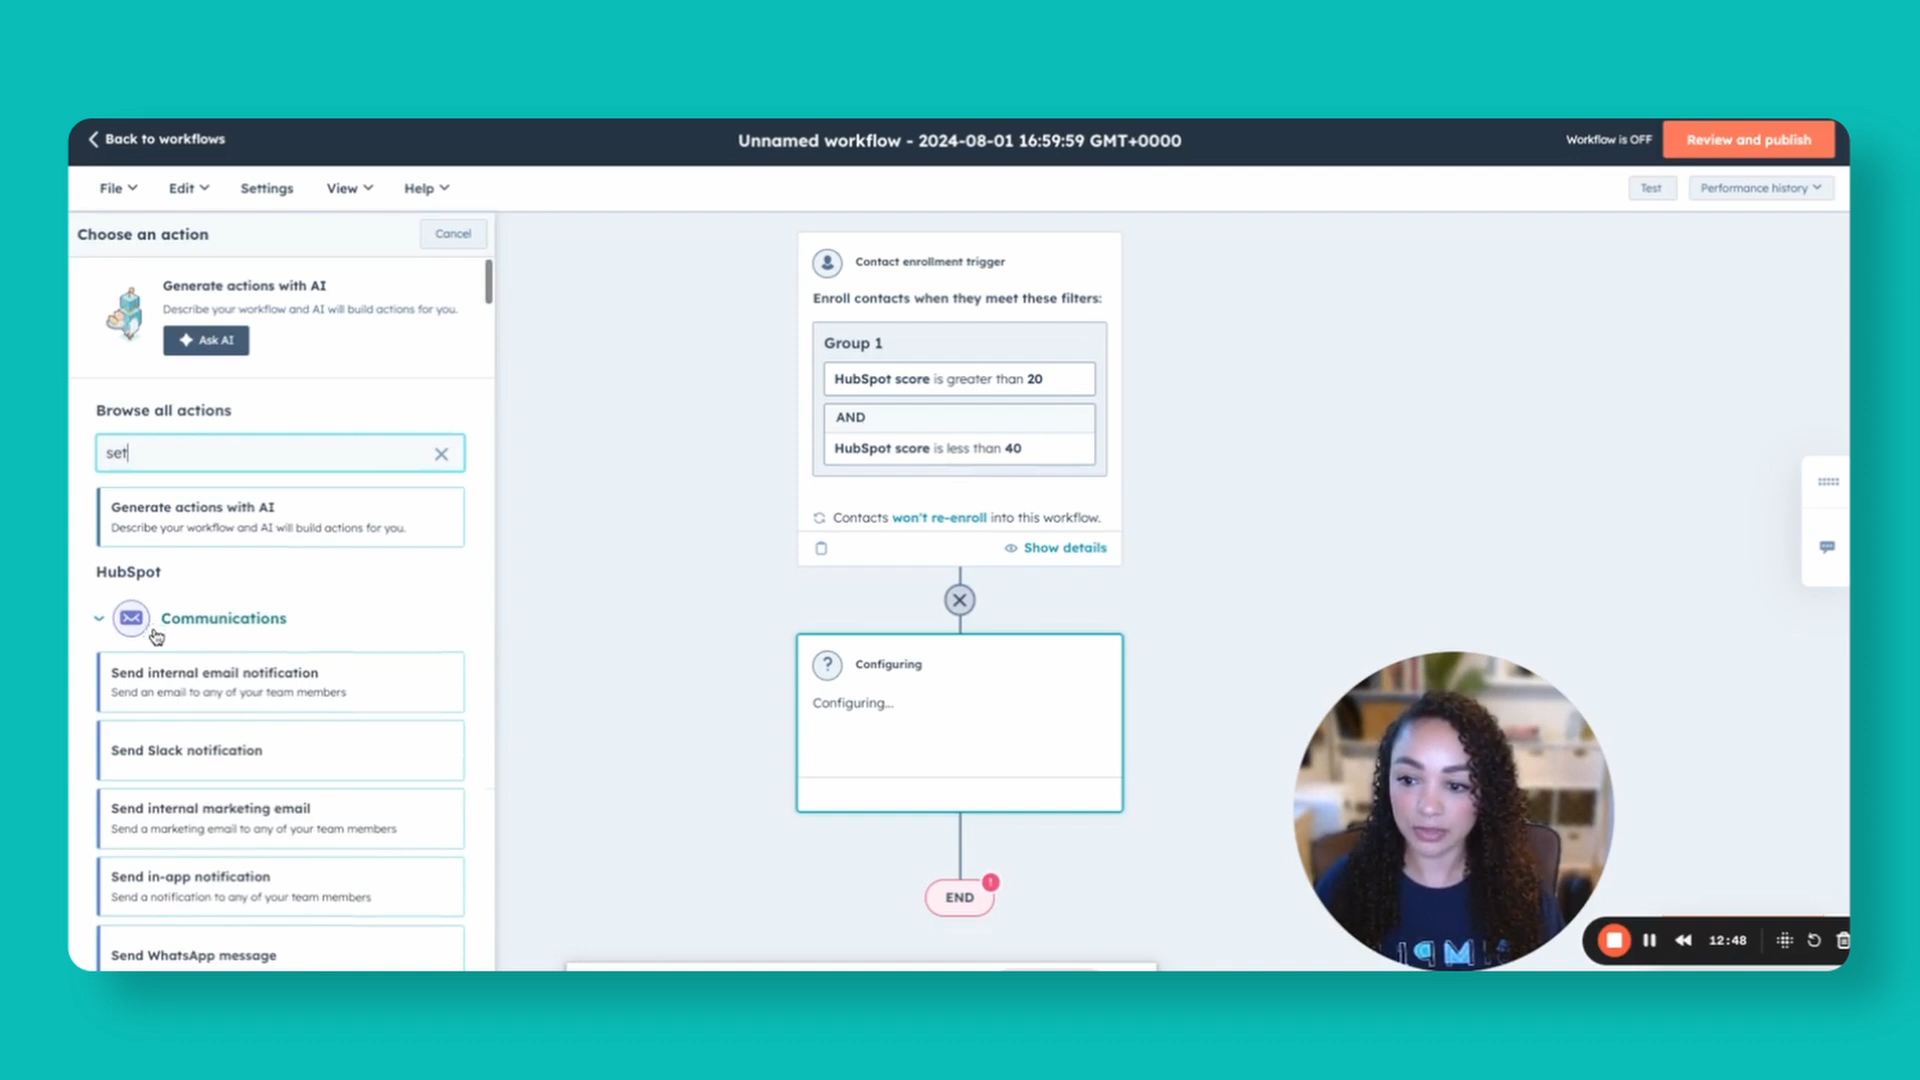 Back to workflows
Unnamed workflow - 2024-08-01 16:59:59 GMT+0000
Workflow is OFF
Review and publish
File
Edit
Settings
View
Help
Test
Performance history
Choose an action
Cancel
Generate actions with AI
Describe your workflow and AI will build actions for you.
Ask AI
Browse all actions
set
Generate actions with AI
Describe your workflow and AI will build actions for you.
HubSpot
Communications
Send internal email notification
Send an email to any of your team members
Send Slack notification
Send internal marketing email
Send a marketing email to any of your team members
Send in-app notification
Send a notification to any of your team members
Send WhatsApp message
Contact enrollment trigger
Enroll contacts when they meet these filters:
Group 1
HubSpot score is greater than 20
AND
HubSpot score is less than 40
Contacts won't re-enroll into this workflow.
Show details
? Configuring
Configuring...
END
!
12:48